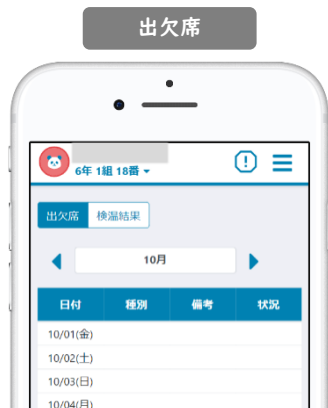 出欠席
6年 1組 18番
出欠席 検温結果
10月
日付 種別 備考 状況
10/01(金)
10/02(土)
10/03(日)
10/04(月)